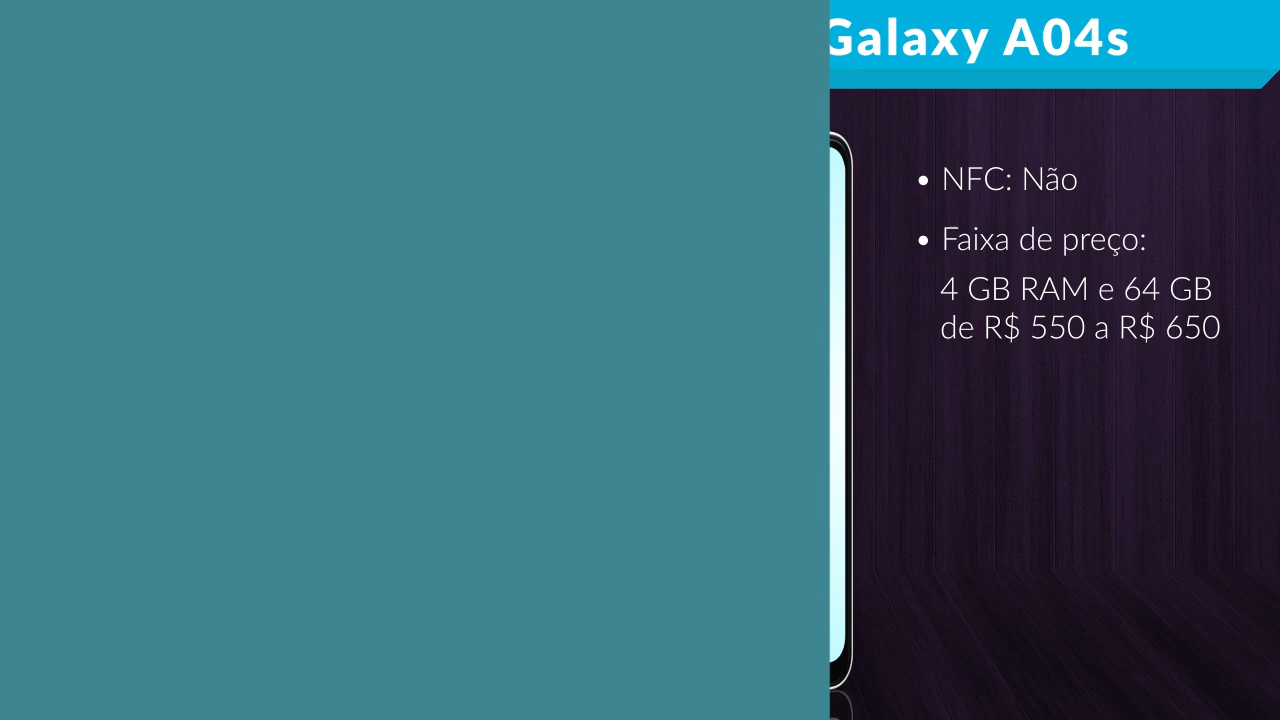 Galaxy A04s
• NFC: Não
• Faixa de preço:
4 GB RAM e 64 GB
de R$ 550 a R$ 650